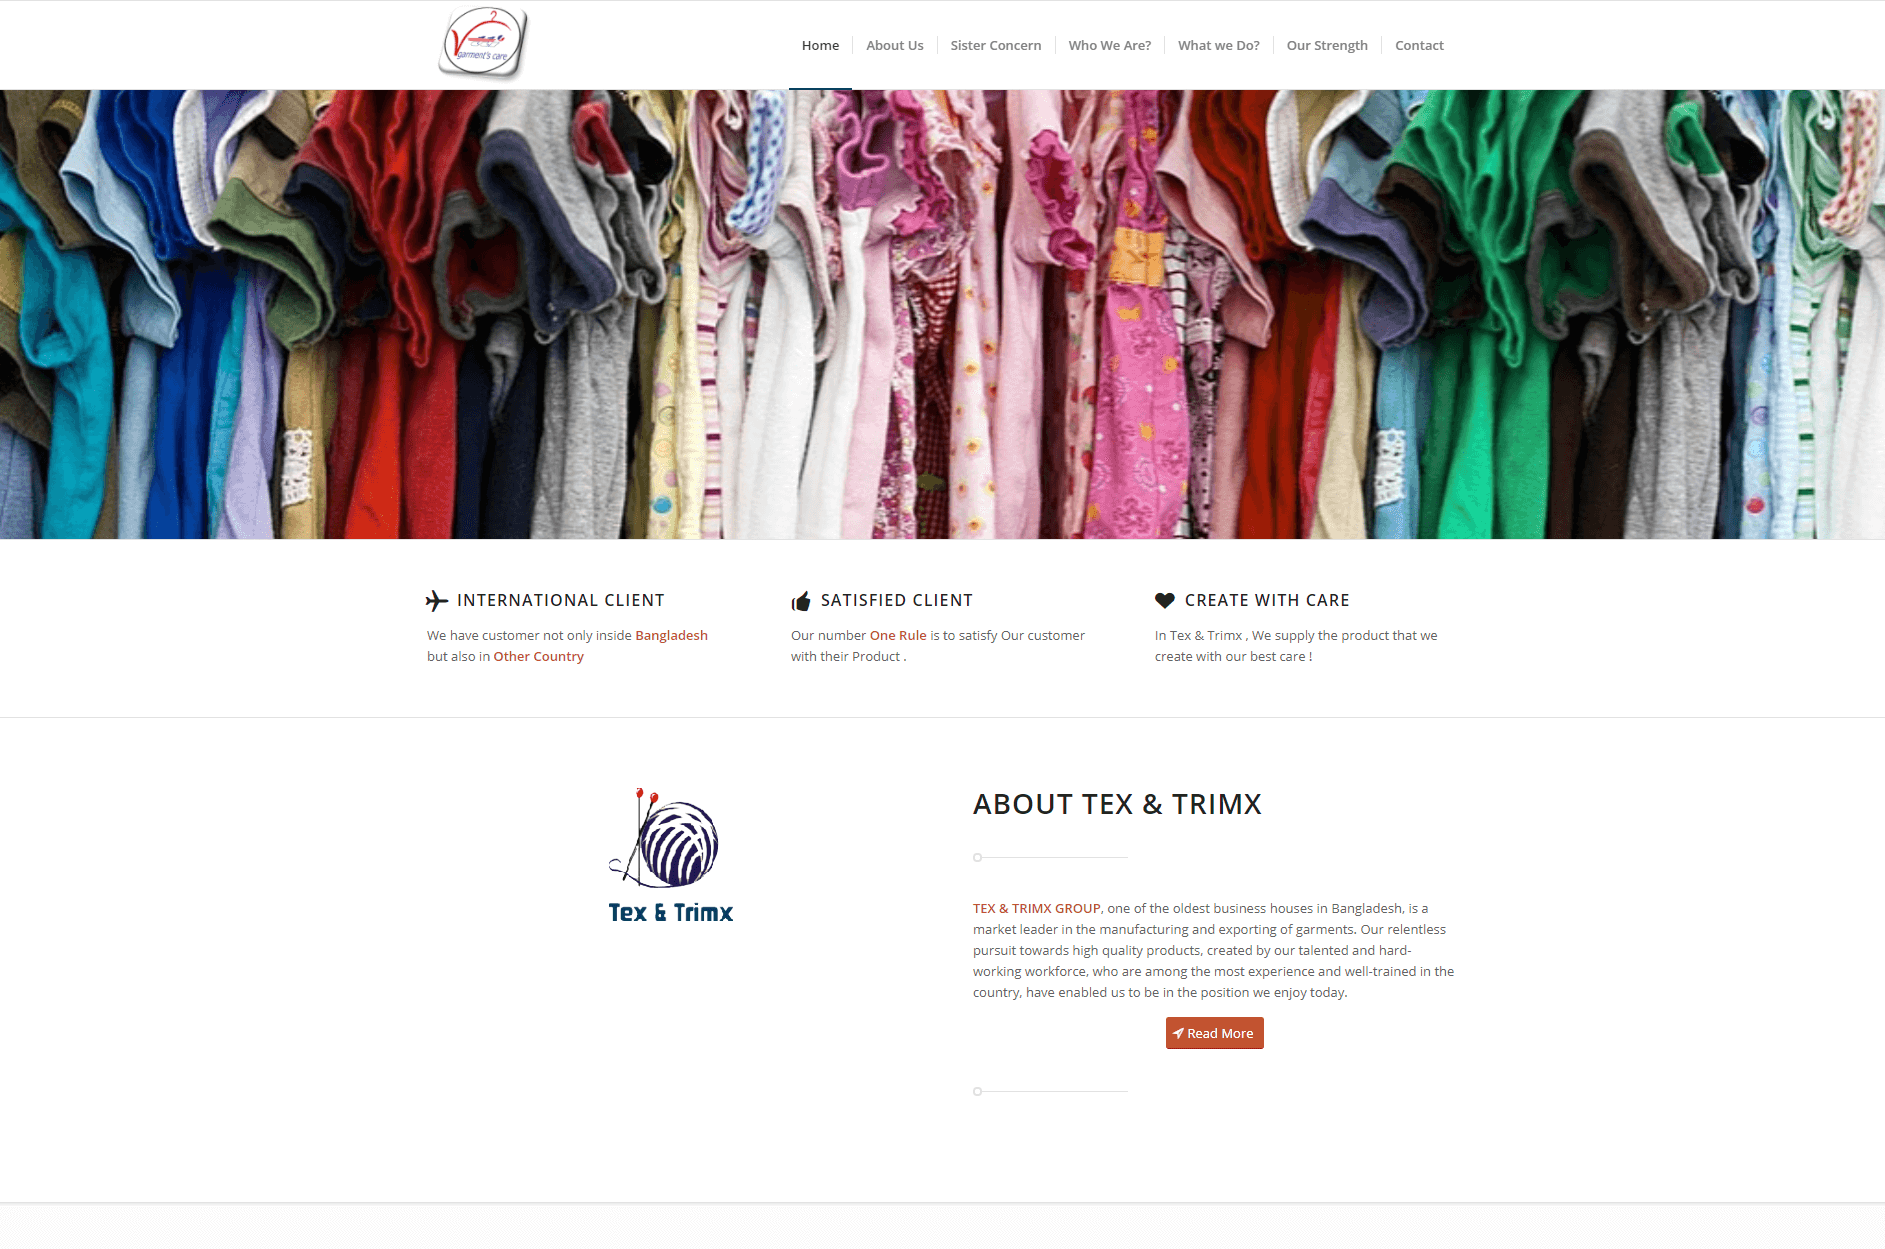 garment's care
Home
About Us
Sister Concern
Who We Are?
What we Do?
Our Strength
Contact
INTERNATIONAL CLIENT
We have customer not only inside Bangladesh
but also in Other Country
SATISFIED CLIENT
Our number One Rule is to satisfy Our customer
with their Product .
CREATE WITH CARE
In Tex & Trimx , We supply the product that we
create with our best care !
Tex & Trimx
ABOUT TEX & TRIMX
TEX & TRIMX GROUP, one of the oldest business houses in Bangladesh, is a
market leader in the manufacturing and exporting of garments. Our relentless
pursuit towards high quality products, created by our talented and hard-
working workforce, who are among the most experience and well-trained in the
country, have enabled us to be in the position we enjoy today.
Read More